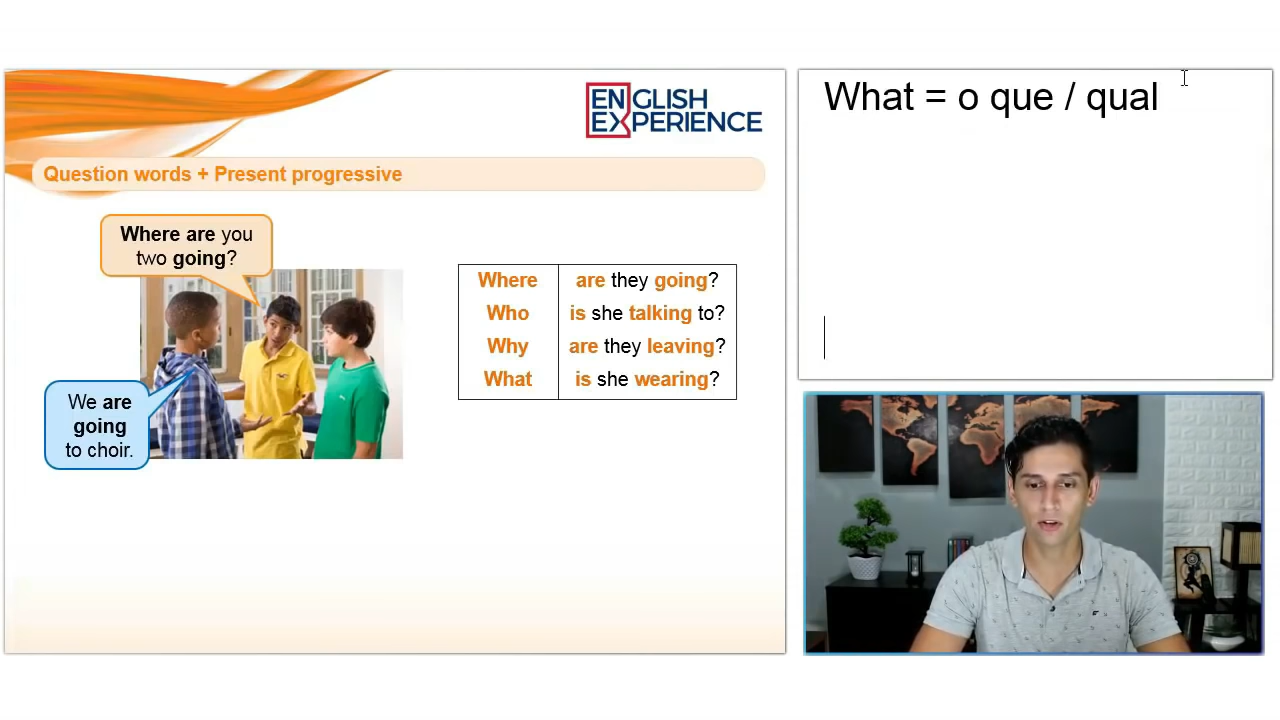 ENGLISH
EXPERIENCE
Question words + Present progressive
Where are you
two going?
We are
going
to choir.
Where are they going?
Who is she talking to?
Why are they leaving?
What is she wearing?
What = o que / qual